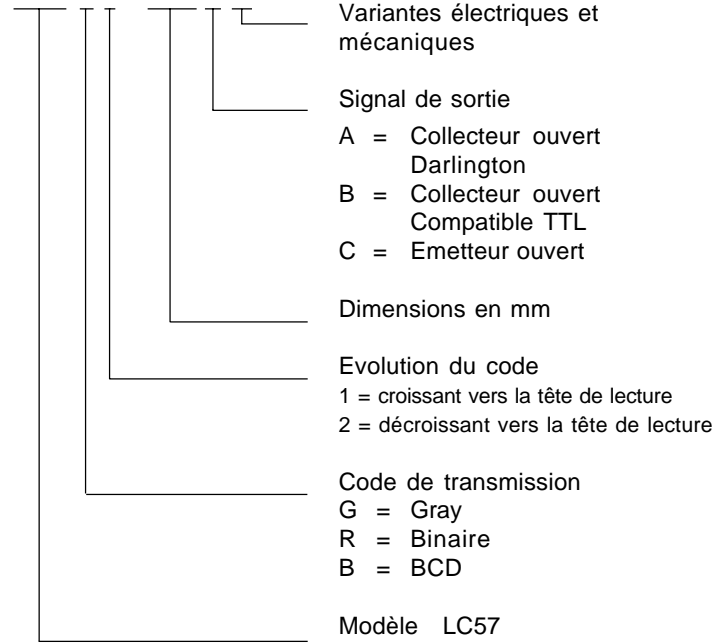 Variantes électriques et
mécaniques
Signal de sortie
A = Collecteur ouvert
Darlington
B = Collecteur ouvert
Compatible TTL
C = Emetteur ouvert
Dimensions en mm
Evolution du code
1 = croissant vers la tête de lecture
2 = décroissant vers la tête de lecture
Code de transmission
G = Gray
R = Binaire
B = BCD
Modèle LC57